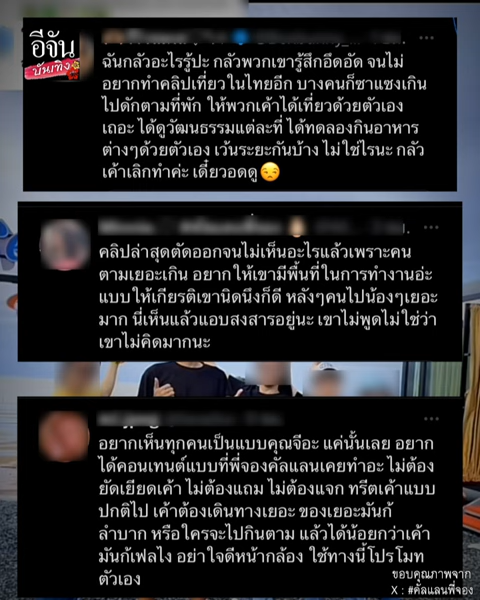 อีจัน
บันเทิง
ฉันกลัวอะไรรู้ปะ กลัวพวกเขารู้สึกอึดอัด จนไม่
อยากทำคลิปเที่ยวในไทยอีก บางคนก็ชาแซงเกิน
ไปดักตามที่พัก ให้พวกเค้าได้เที่ยวด้วยตัวเอง
เถอะ ได้ดูวัฒนธรรมแต่ละที่ ได้ทดลองกินอาหาร
ต่างๆด้วยตัวเอง เว้นระยะกันบ้าง ไม่ใช่ไรนะ กลัว
เค้าเลิกทำค่ะ เดี๋ยวอดดู😒
คลิปล่าสุดตัดออกจนไม่เห็นอะไรแล้วเพราะคน
ตามเยอะเกิน อยากให้เขามีพื้นที่ในการทำงานอ่ะ
แบบให้เกียรติเขานิดนึงก็ดี หลังๆคนไปน้องๆเยอะ
มาก นี่เห็นแล้วแอบสงสารอยู่นะ เขาไม่พูดไม่ใช่ว่า
เขาไม่คิดมากนะ
อยากเห็นทุกคนเป็นแบบคุณจีอะ แค่นั้นเลย อยาก
ได้คอนเทนต์แบบที่พี่จองคัลแลนเคยทำอะ ไม่ต้อง
ยัดเยียดเค้า ไม่ต้องแถม ไม่ต้องแจก ทรีตเค้าแบบ
ปกติไป เค้าต้องเดินทางเยอะ ของเยอะมันก็
ลำบาก หรือใครจะไปกินตาม แล้วได้น้อยกว่าเค้า
มันก็เฟลไง อย่าใจดีหน้ากล้อง ใช้ทางนี้โปรโมท
ตัวเอง
ขอบคุณภาพจาก
X : #คัลแลนพี่จอง